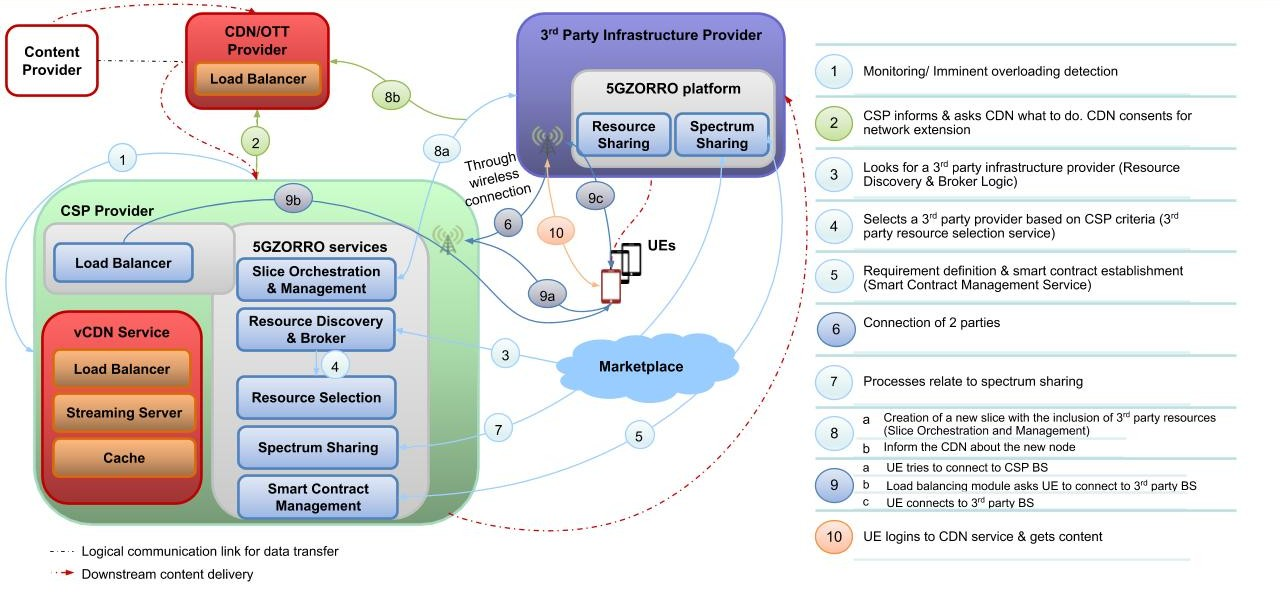 Content
Provider
CDN/OTT
Provider
Load Balancer
3rd Party Infrastructure Provider
5GZORRO platform
Resource
Sharing
Spectrum
Sharing
8b
8a
2
1
Through
wireless
connection
9b
9c
6
10
9a
UEs
CSP Provider
Load Balancer
5GZORRO services
Slice Orchestration
& Management
Resource Discovery
& Broker
4
Resource Selection
Spectrum Sharing
Smart Contract
Management
vCDN Service
Load Balancer
Streaming Server
Cache
3
7
5
Marketplace
Logical communication link for data transfer
Downstream content delivery
1 Monitoring/ Imminent overloading detection
2 CSP informs & asks CDN what to do. CDN consents for
network extension
3 Looks for a 3rd party infrastructure provider (Resource
Discovery & Broker Logic)
4 Selects a 3rd party provider based on CSP criteria (3rd
party resource selection service)
5 Requirement definition & smart contract establishment
(Smart Contract Management Service)
6 Connection of 2 parties
7 Processes relate to spectrum sharing
8 a Creation of a new slice with the inclusion of 3rd party resources
(Slice Orchestration and Management)
b Inform the CDN about the new node
9 a UE tries to connect to CSP BS
b Load balancing module asks UE to connect to 3rd party BS
c UE connects to 3rd party BS
10 UE logins to CDN service & gets content